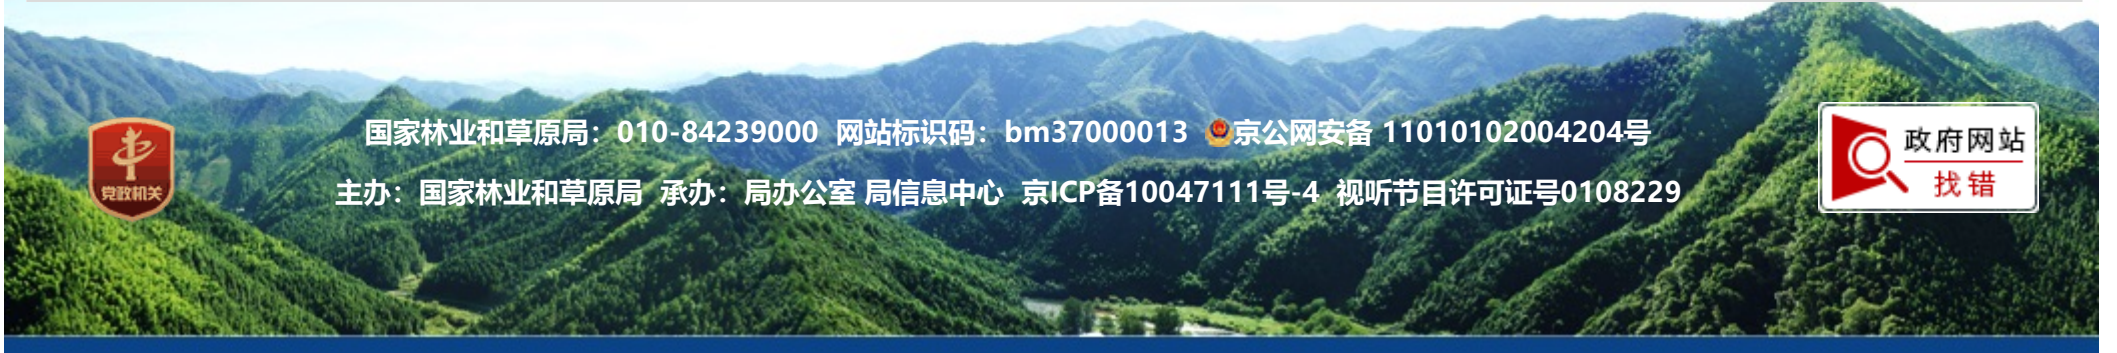 国家林业和草原局：010-84239000 网站标识码：bm37000013 京公网安备 11010102004204号
主办：国家林业和草原局 承办：局办公室 局信息中心 京ICP备10047111号-4 视听节目许可证号0108229
党政机关
政府网站
找错